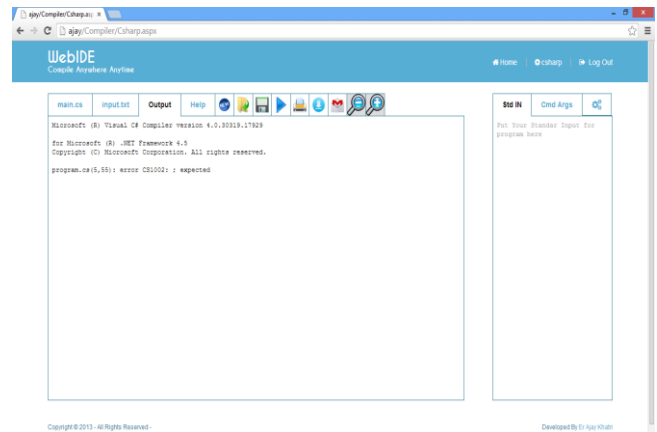 ajay/Compiler/Csharp.asp
ajay/Compiler/Csharp.aspx
WebIDE
Compile Anywhere Anytime
Home
csharp
Log Out
main.cs
input.txt
Output
Help
Std IN
Cmd Args
Microsoft (R) Visual C# Compiler version 4.0.30319.17929
for Microsoft (R) .NET Framework 4.5
Copyright (C) Microsoft Corporation. All rights reserved.
program.cs(5,55): error CS1002: ; expected
Put Your Standar Input for
program here
Copyright © 2013 - All Rights Reserved -
Developed By Er Ajay Khatri